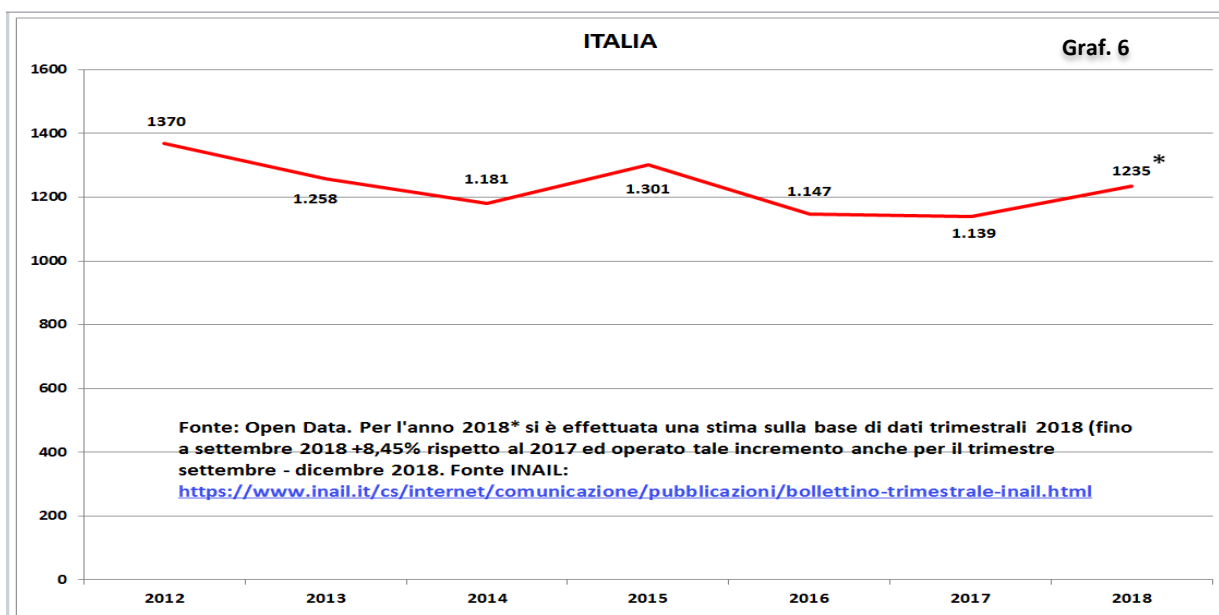 ITALIA
Graf. 6
1600
1400
1200
1000
800
600
400
200
0
1370
1.258
1.181
1.301
1.147
1.139
1235*
Fonte: Open Data. Per l'anno 2018* si è effettuata una stima sulla base di dati trimestrali 2018 (fino
a settembre 2018 +8,45% rispetto al 2017 ed operato tale incremento anche per il trimestre
settembre - dicembre 2018. Fonte INAIL:
https://www.inail.it/cs/internet/comunicazione/pubblicazioni/bollettino-trimestrale-inail.html
2012 2013 2014 2015 2016 2017 2018